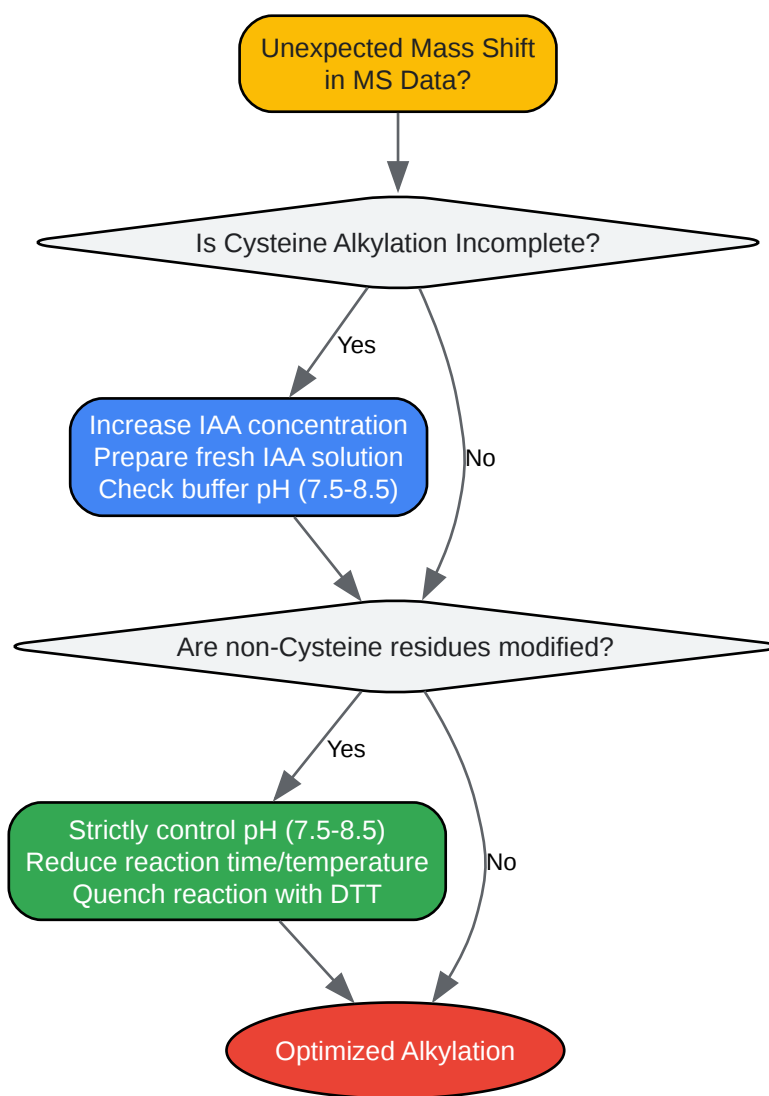 Unexpected Mass Shift
in MS Data?
Is Cysteine Alkylation Incomplete?
Yes
Increase IAA concentration
Prepare fresh IAA solution
Check buffer pH (7.5-8.5)
No
Are non-Cysteine residues modified?
Yes
Strictly control pH (7.5-8.5)
Reduce reaction time/temperature
Quench reaction with DTT
No
Optimized Alkylation